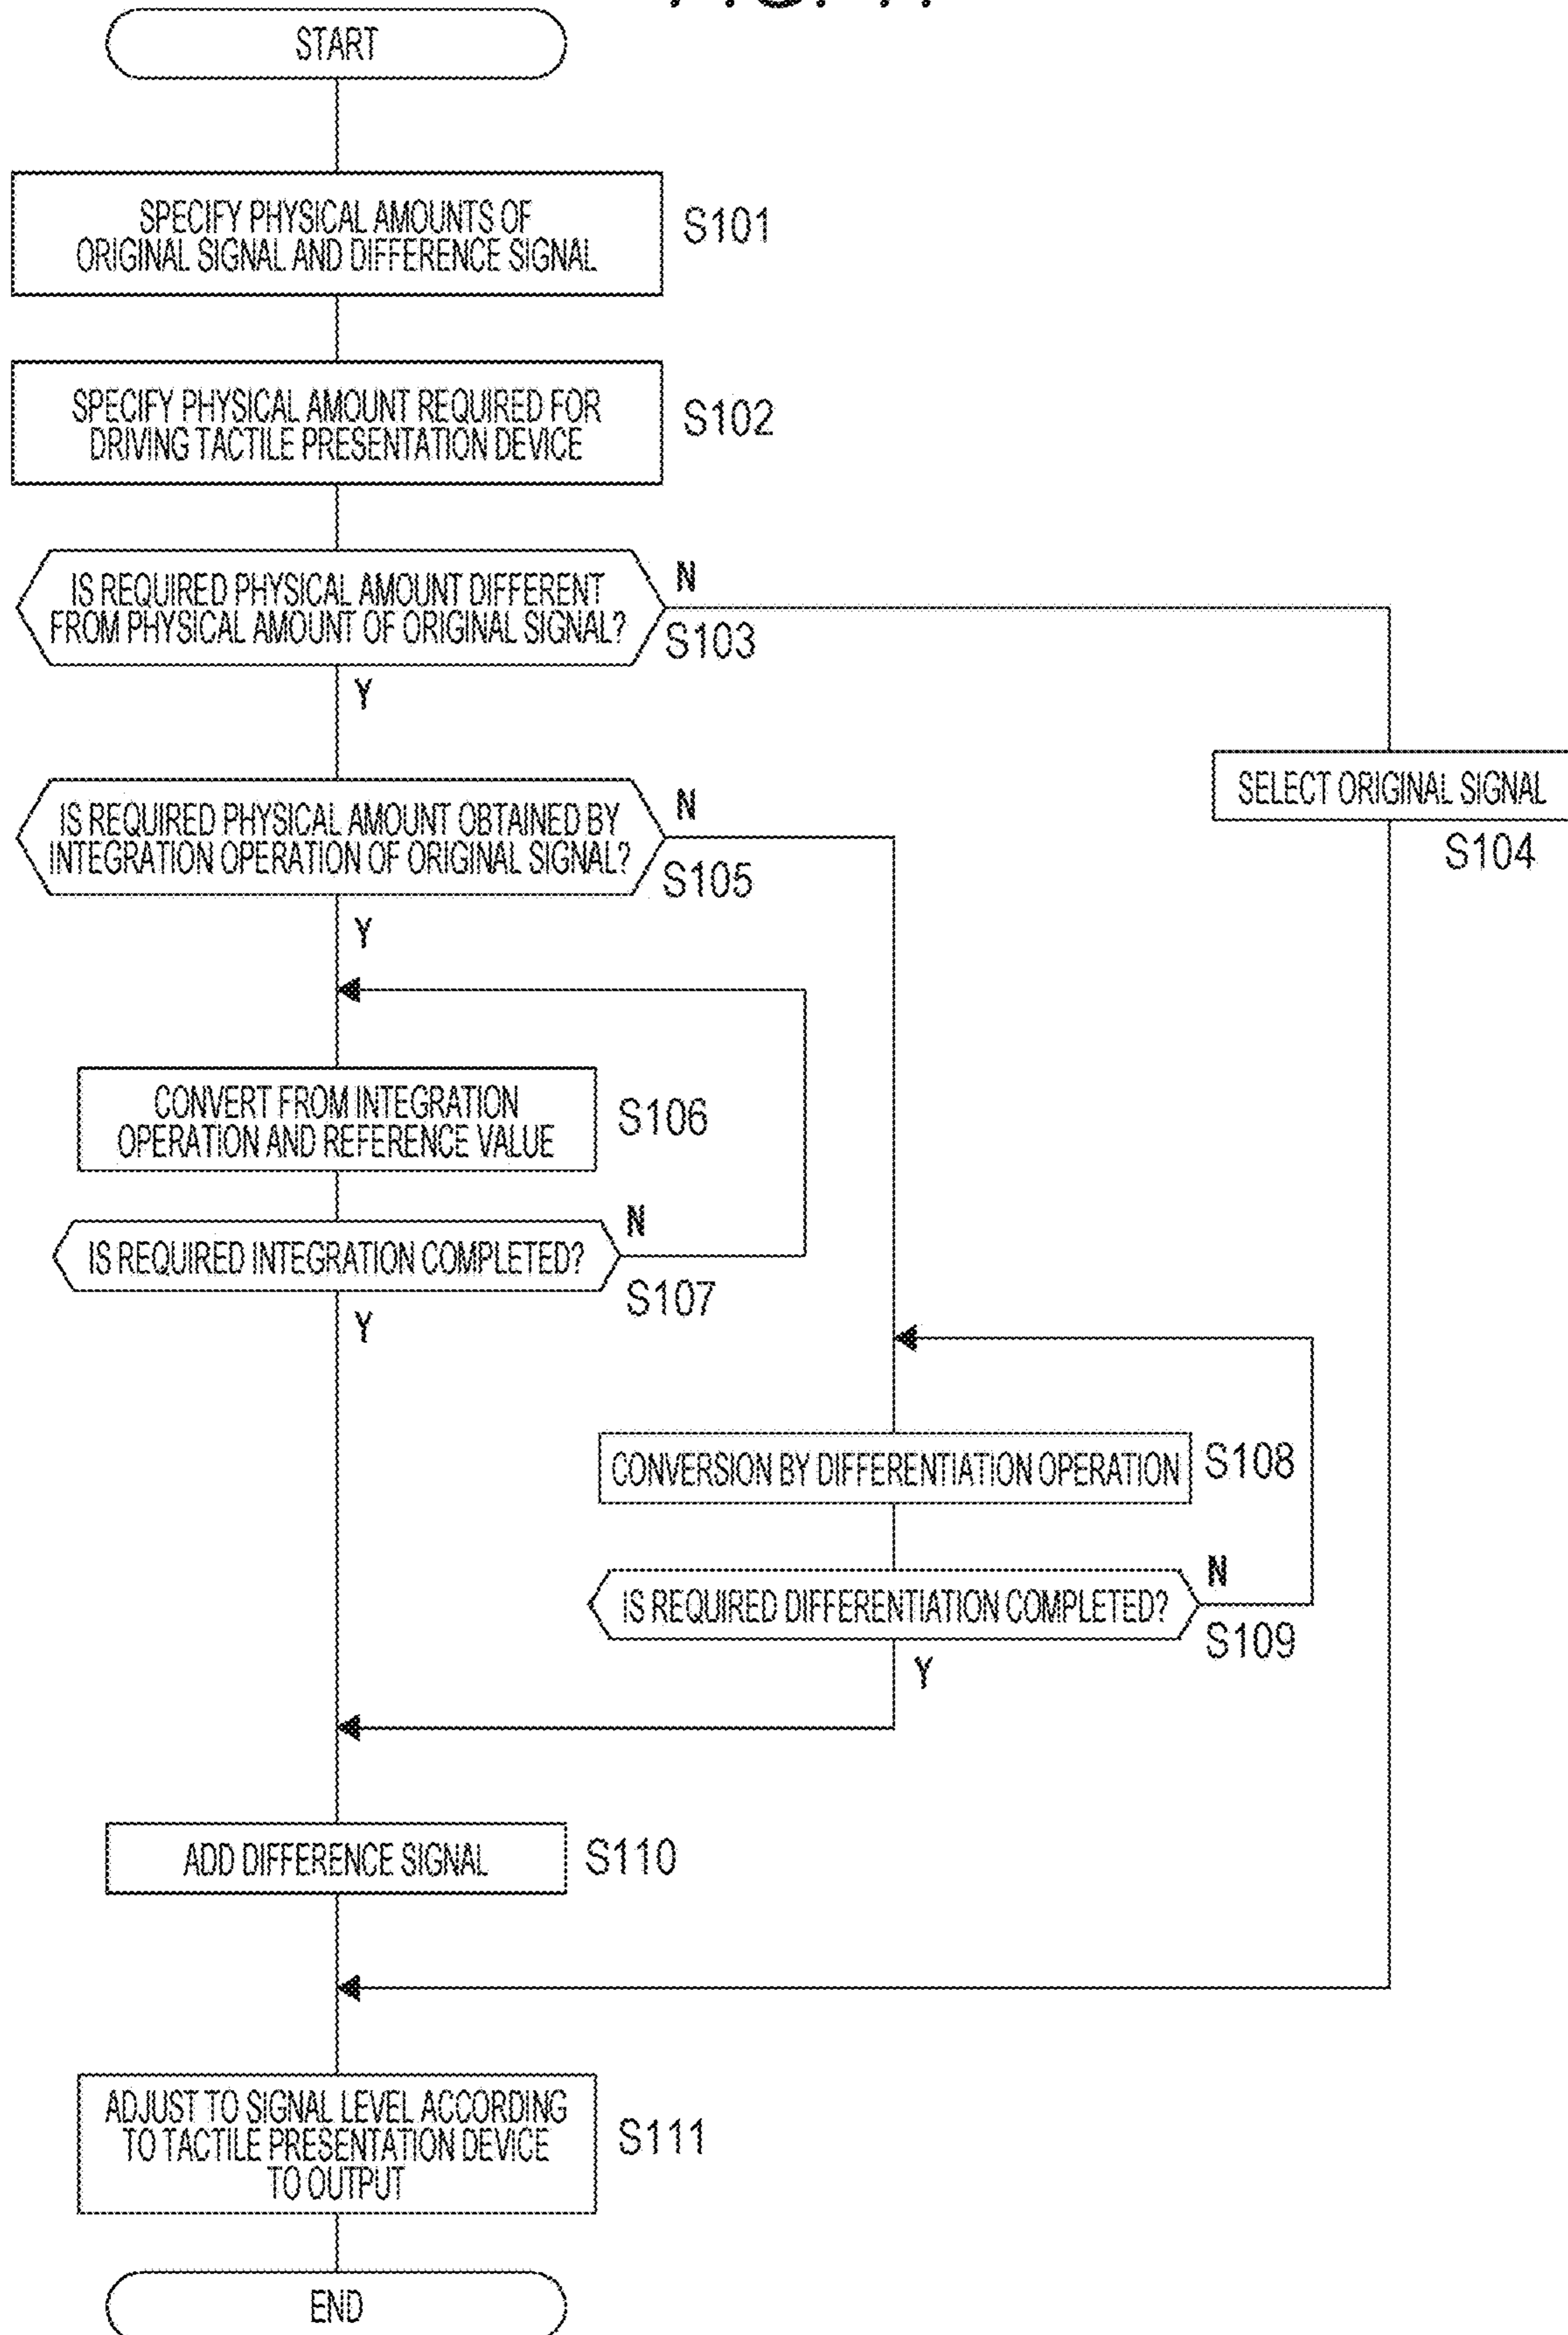 START
SPECIFY PHYSICAL AMOUNTS OF
ORIGINAL SIGNAL AND DIFFERENCE SIGNAL
S101
SPECIFY PHYSICAL AMOUNT REQUIRED FOR
DRIVING TACTILE PRESENTATION DEVICE
S102
IS REQUIRED PHYSICAL AMOUNT DIFFERENT
FROM PHYSICAL AMOUNT OF ORIGINAL SIGNAL?
N
S103
Y
SELECT ORIGINAL SIGNAL
S104
IS REQUIRED PHYSICAL AMOUNT OBTAINED BY
INTEGRATION OPERATION OF ORIGINAL SIGNAL?
N
S105
Y
CONVERT FROM INTEGRATION
OPERATION AND REFERENCE VALUE
S106
IS REQUIRED INTEGRATION COMPLETED?
N
S107
Y
CONVERSION BY DIFFERENTIATION OPERATION
S108
IS REQUIRED DIFFERENTIATION COMPLETED?
N
S109
Y
ADD DIFFERENCE SIGNAL
S110
ADJUST TO SIGNAL LEVEL ACCORDING
TO TACTILE PRESENTATION DEVICE
TO OUTPUT
S111
END